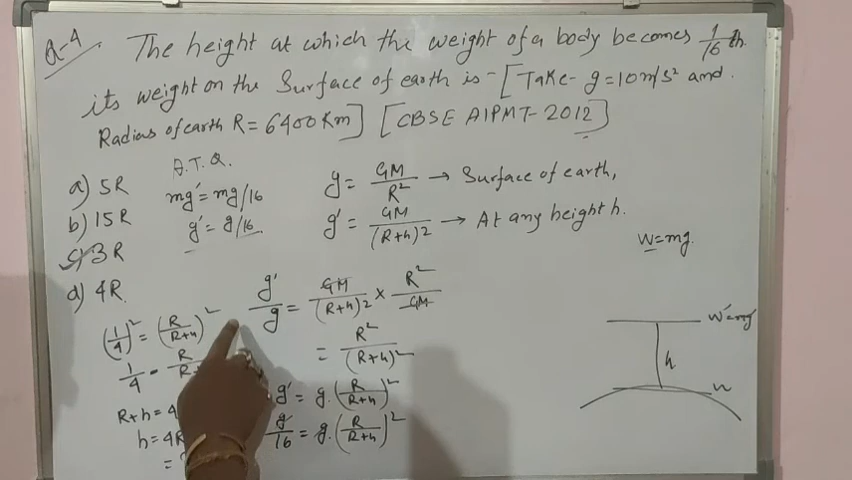 Q-4 The height at which the weight of a body becomes 1/16 th
its weight on the Surface of earth is - [Take - g = 10 m/s² and
Radius of earth R = 6400 Km] [CBSE AIPMT - 2012]
A.T.Q.
a) 5R
b) 15R
c) 3R
d) 4R
mg' = mg/16
g' = g/16
g = GM/R² → Surface of earth,
g' = GM/(R+h)² → At any height h.
W = mg.
g'/g = GM/(R+h)² × R²/GM
= R²/(R+h)²
g' = g.(R/R+h)²
g/16 = g.(R/R+h)²
(1/4)² = (R/R+h)²
1/4 = R/R
R+h = 4
h = 4R
=
W' = mg'
h